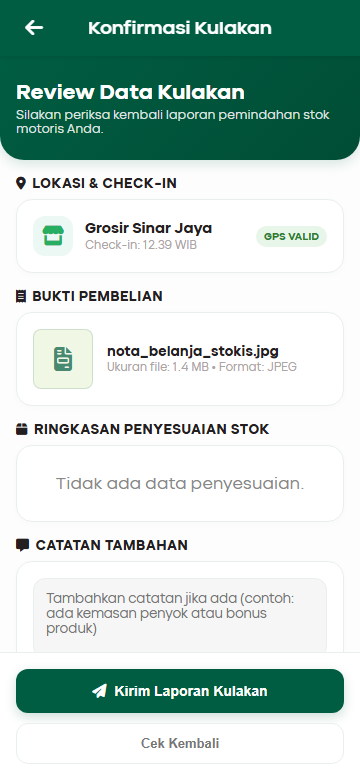 Konfirmasi Kulakan
Review Data Kulakan
Silakan periksa kembali laporan pemindahan stok
motoris Anda.
LOKASI & CHECK-IN
Grosir Sinar Jaya
Check-in: 12.39 WIB
GPS VALID
BUKTI PEMBELIAN
nota_belanja_stokis.jpg
Ukuran file: 1.4 MB • Format: JPEG
RINGKASAN PENYESUAIAN STOK
Tidak ada data penyesuaian.
CATATAN TAMBAHAN
Tambahkan catatan jika ada (contoh:
ada kemasan penyok atau bonus
produk)
Kirim Laporan Kulakan
Cek Kembali